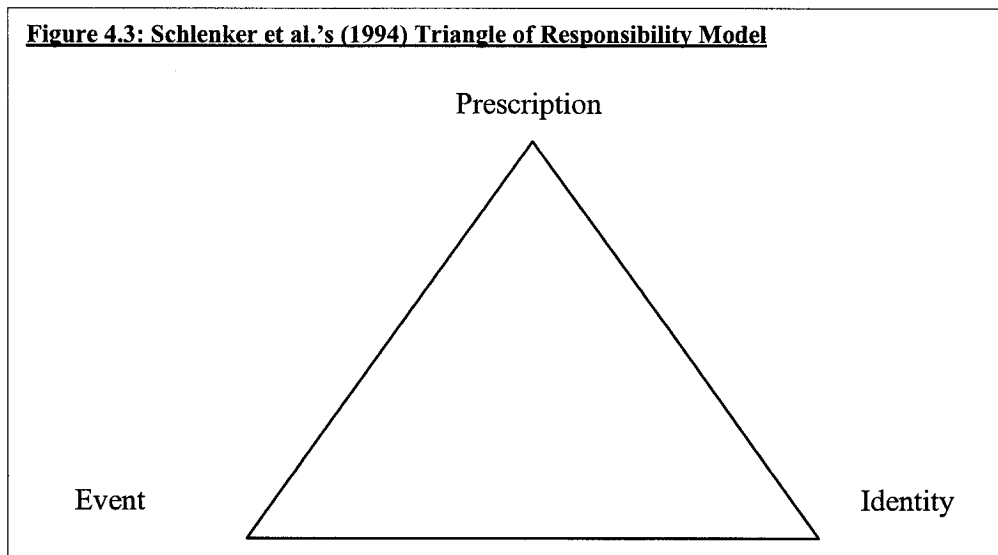 Figure 4.3: Schlenker et al.'s (1994) Triangle of Responsibility Model
Prescription
Event
Identity